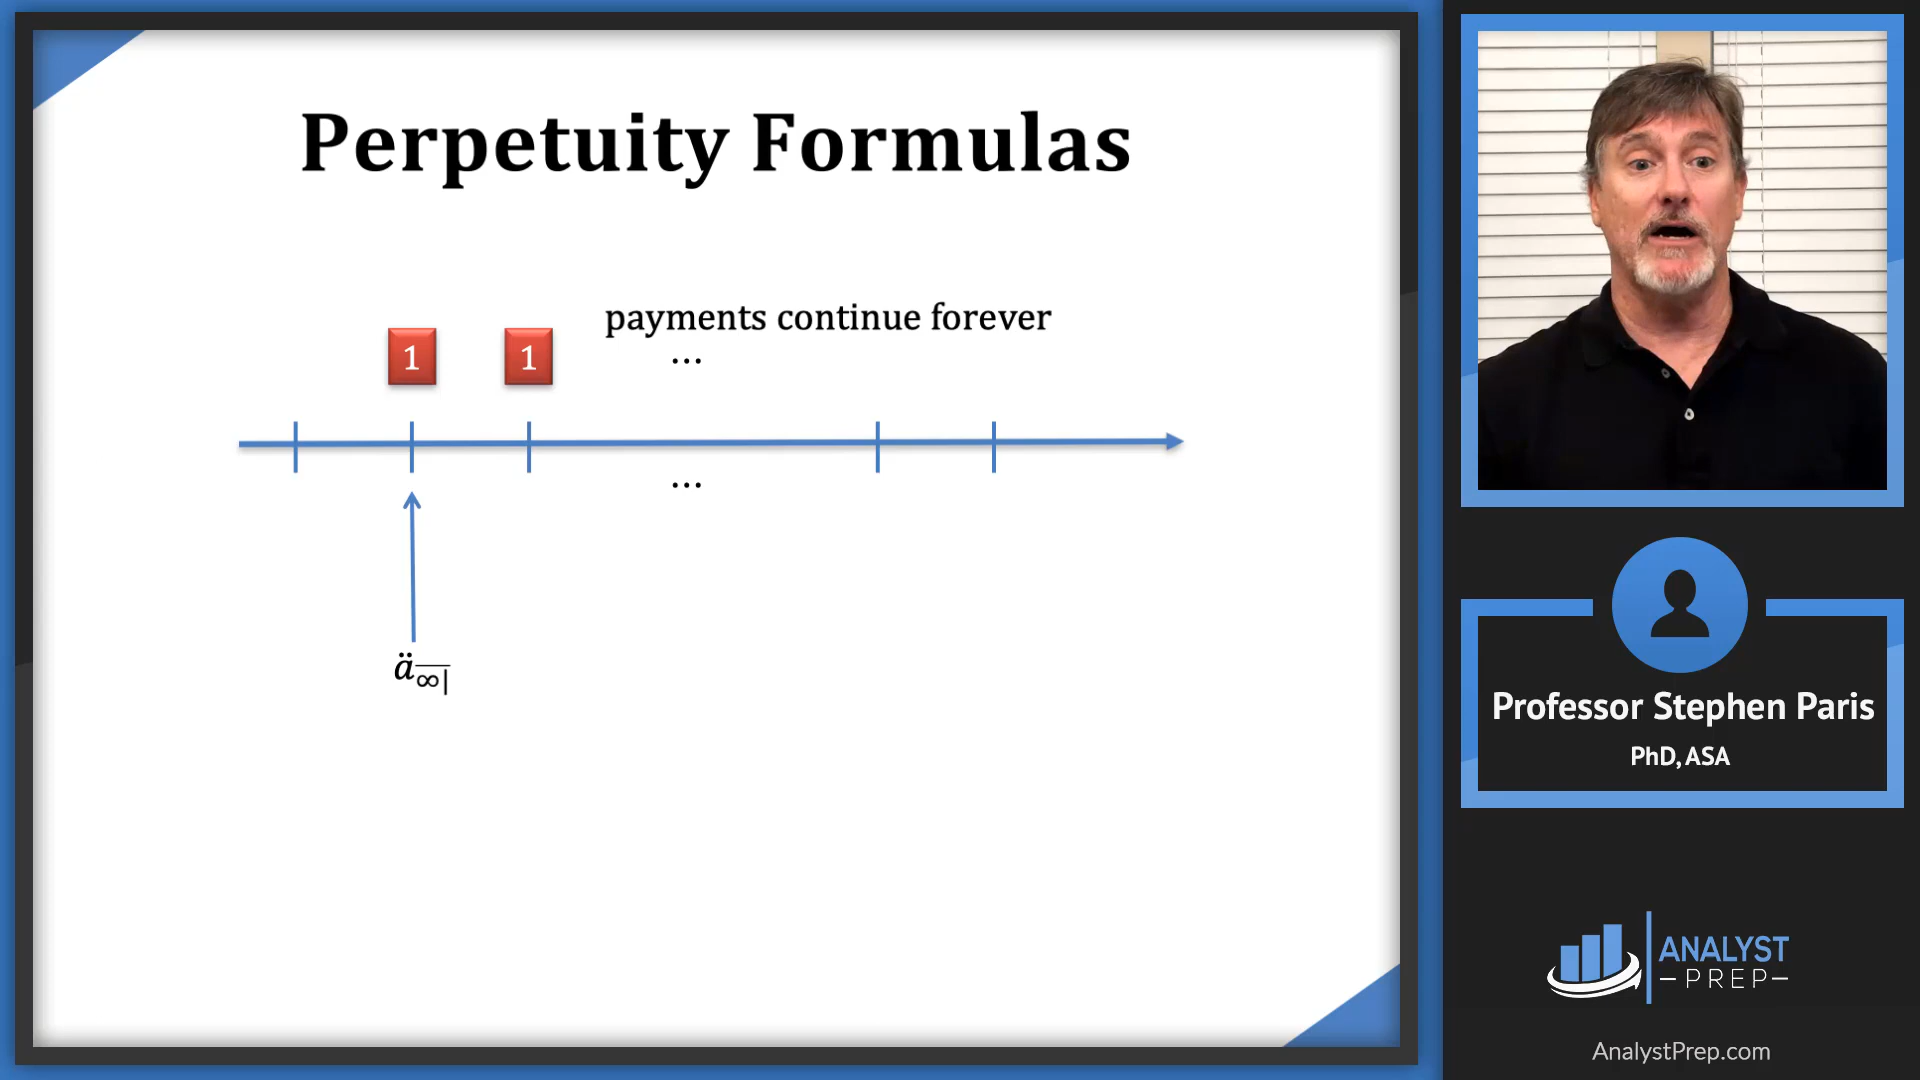 Perpetuity Formulas
payments continue forever
1 1 ...
...
ä∞|
Professor Stephen Paris
PhD, ASA
ANALYST
PREP
AnalystPrep.com